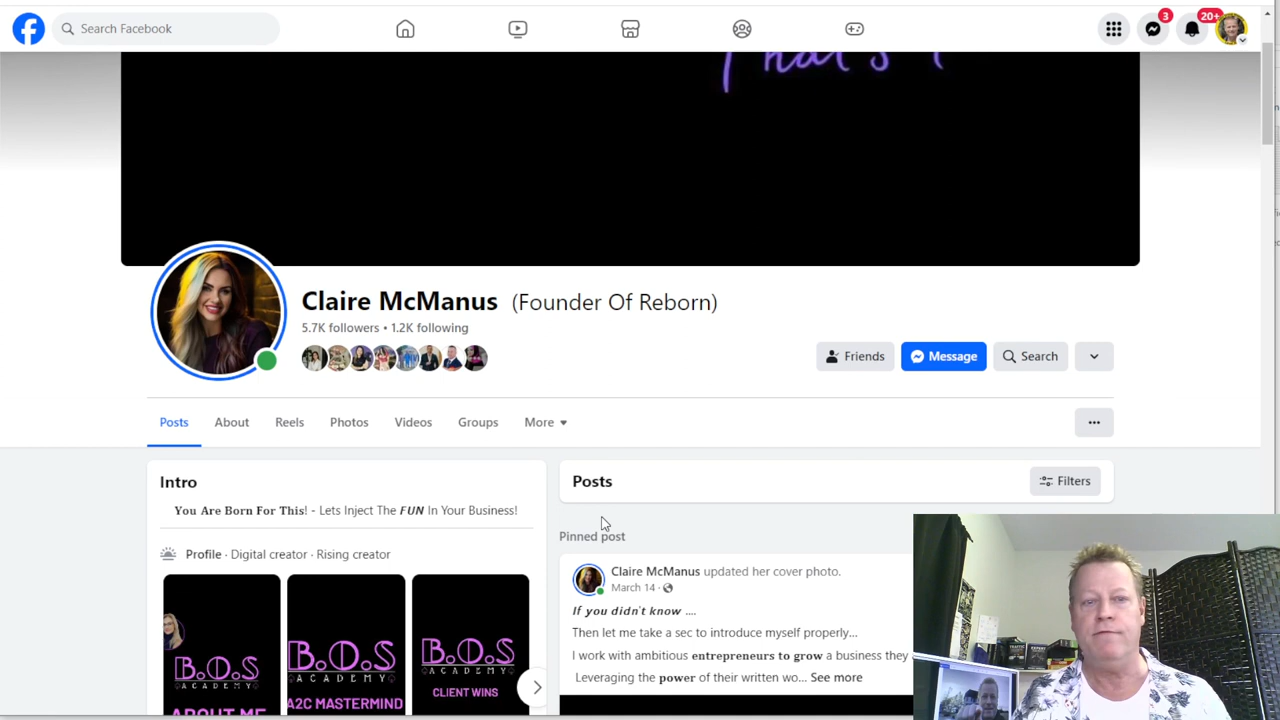 Search Facebook
3
20+
That's
Claire McManus (Founder Of Reborn)
5.7K followers • 1.2K following
Friends
Message
Search
Posts
About
Reels
Photos
Videos
Groups
More
Intro
You Are Born For This! - Lets Inject The FUN In Your Business!
Profile · Digital creator · Rising creator
B.O.S
ACADEMY
ABOUT ME
B.O.S
ACADEMY
A2C MASTERMIND
B.O.S
ACADEMY
CLIENT WINS
Posts
Filters
Pinned post
Claire McManus updated her cover photo.
March 14 ·
If you didn't know ....
Then let me take a sec to introduce myself properly...
I work with ambitious entrepreneurs to grow a business they
Leveraging the power of their written wo... See more